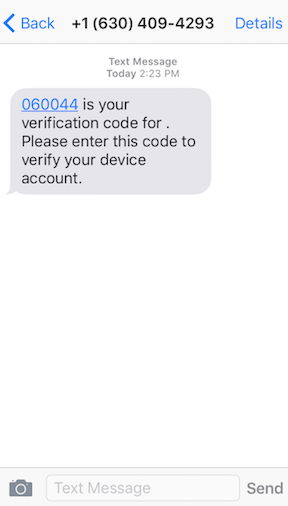 Back +1 (630) 409-4293 Details
Text Message
Today 2:23 PM
060044 is your
verification code for .
Please enter this code to
verify your device
account.
Text Message Send